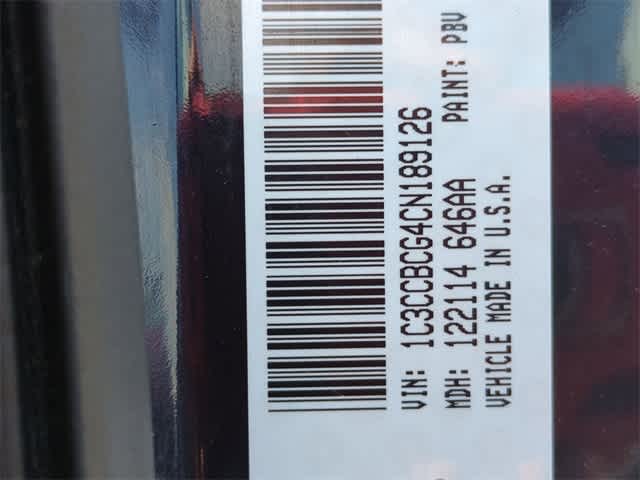 VIN: 1C3CCBCG4CN189126
MDH: 122114 646AA PAINT: PBV
VEHICLE MADE IN U.S.A.